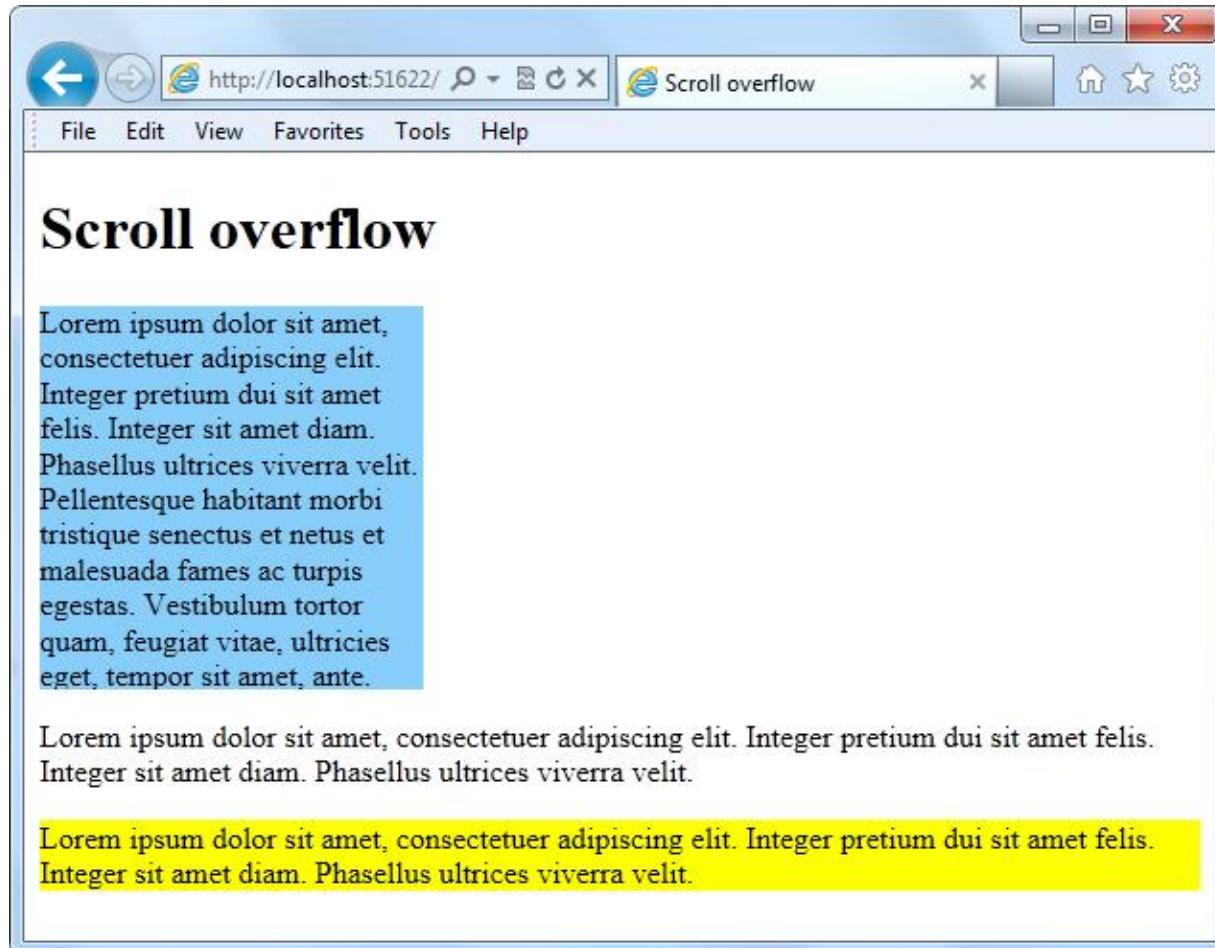 http://localhost:51622/
Scroll overflow
File Edit View Favorites Tools Help
Scroll overflow
Lorem ipsum dolor sit amet,
consectetuer adipiscing elit.
Integer pretium dui sit amet
felis. Integer sit amet diam.
Phasellus ultrices viverra velit.
Pellentesque habitant morbi
tristique senectus et netus et
malesuada fames ac turpis
egestas. Vestibulum tortor
quam, feugiat vitae, ultricies
eget, tempor sit amet, ante.
Lorem ipsum dolor sit amet, consectetuer adipiscing elit. Integer pretium dui sit amet felis.
Integer sit amet diam. Phasellus ultrices viverra velit.
Lorem ipsum dolor sit amet, consectetuer adipiscing elit. Integer pretium dui sit amet felis.
Integer sit amet diam. Phasellus ultrices viverra velit.